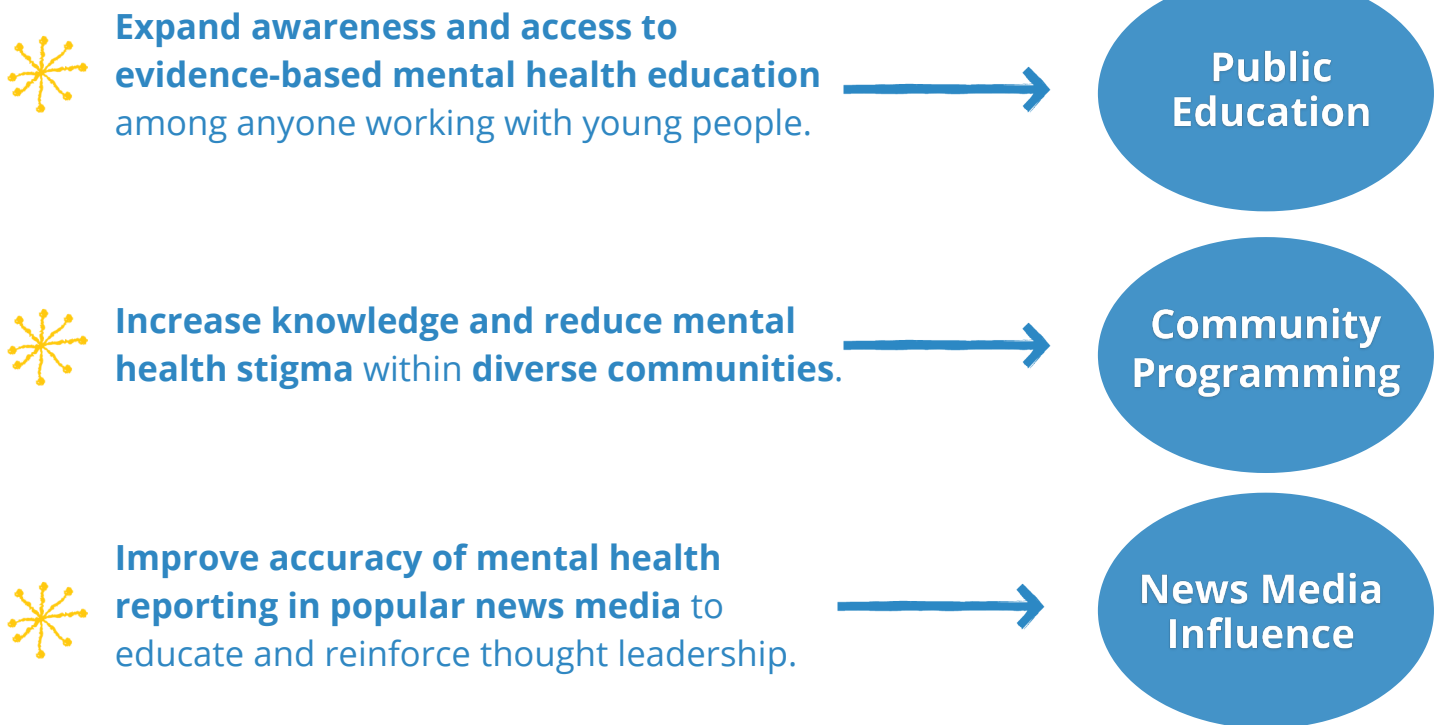 Expand awareness and access to
evidence-based mental health education
among anyone working with young people.
Public
Education
Increase knowledge and reduce mental
health stigma within diverse communities.
Community
Programming
Improve accuracy of mental health
reporting in popular news media to
educate and reinforce thought leadership.
News Media
Influence